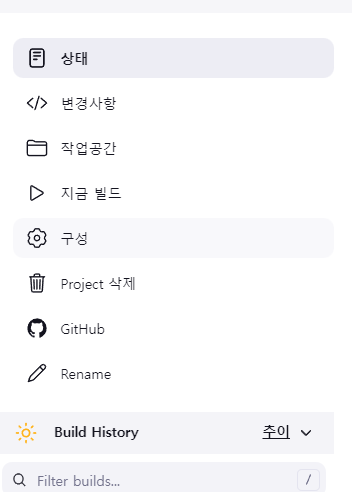 상태
변경사항
작업공간
지금 빌드
구성
Project 삭제
GitHub
Rename
Build History 추이
Filter builds... /